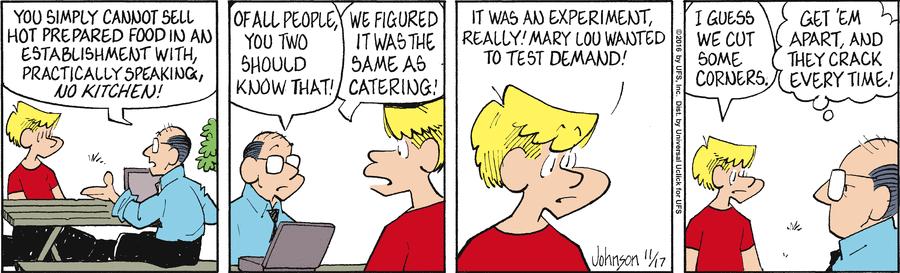 YOU SIMPLY CANNOT SELL
HOT PREPARED FOOD IN AN
ESTABLISHMENT WITH,
PRACTICALLY SPEAKING,
NO KITCHEN!
OF ALL PEOPLE,
YOU TWO
SHOULD
KNOW THAT!
WE FIGURED
IT WAS THE
SAME AS
CATERING!
IT WAS AN EXPERIMENT,
REALLY! MARY LOU WANTED
TO TEST DEMAND!
Johnson 11/17
©2016 by UFS, Inc. Dist. by Universal Uclick for UFS
I GUESS
WE CUT
SOME
CORNERS.
GET 'EM
APART, AND
THEY CRACK
EVERY TIME!